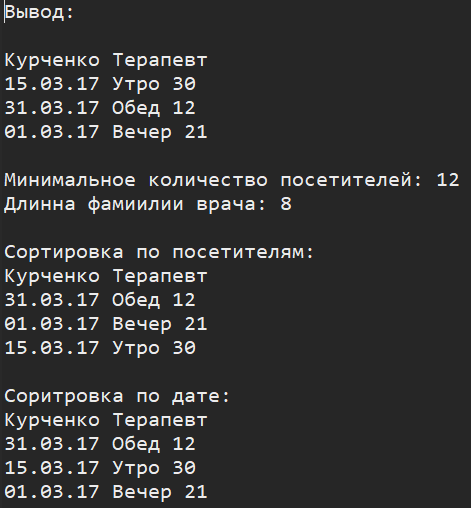 Вывод:
Курченко Терапевт
15.03.17 Утро 30
31.03.17 Обед 12
01.03.17 Вечер 21
Минимальное количество посетителей: 12
Длинна фамиилии врача: 8
Сортировка по посетителям:
Курченко Терапевт
31.03.17 Обед 12
01.03.17 Вечер 21
15.03.17 Утро 30
Соритровка по дате:
Курченко Терапевт
31.03.17 Обед 12
15.03.17 Утро 30
01.03.17 Вечер 21